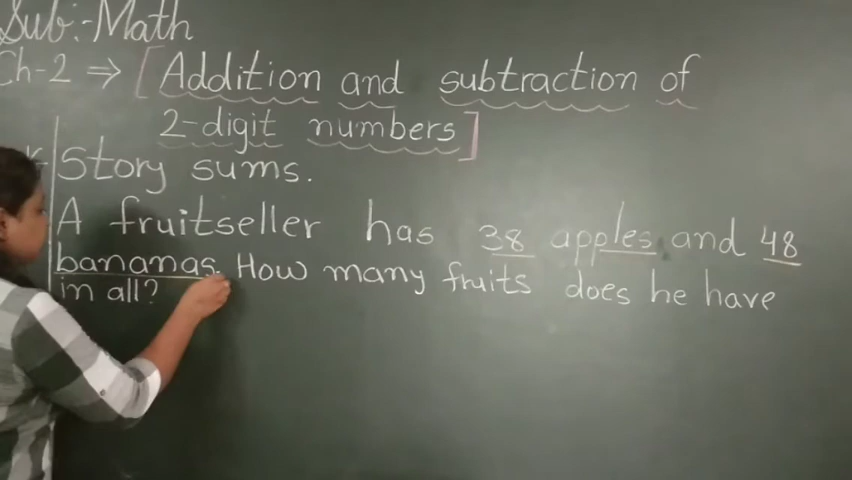 Sub:-Math
Ch-2 ⇒ [Addition and subtraction of
2-digit numbers]
Story sums.
A fruitseller has 38 apples and 48
bananas. How many fruits does he have
in all?